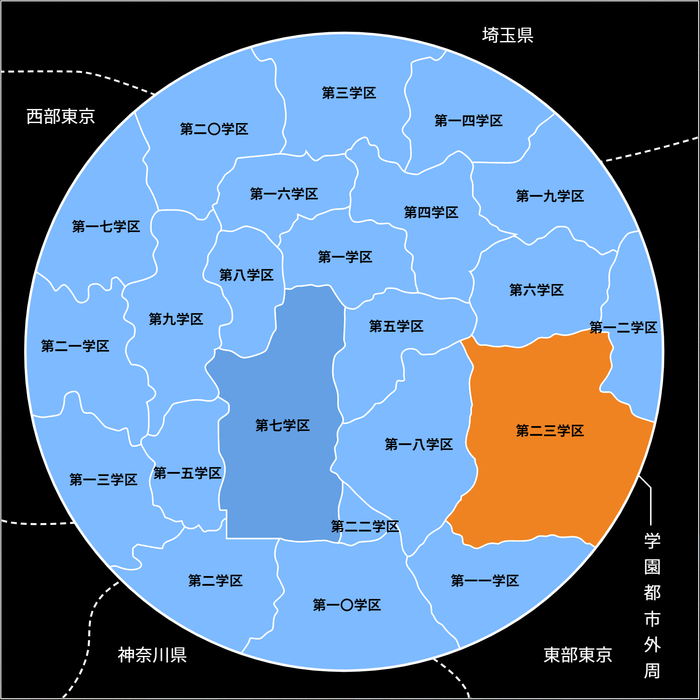 埼玉県
第三学区
西部東京
第一四学区
第二〇学区
第一六学区
第一九学区
第四学区
第一七学区
第一学区
第八学区
第六学区
第九学区
第五学区
第一二学区
第二一学区
第七学区
第二三学区
第一八学区
第一五学区
第一三学区
第二二学区
学園都市外周
第二学区
第一一学区
第一〇学区
神奈川県
東部東京